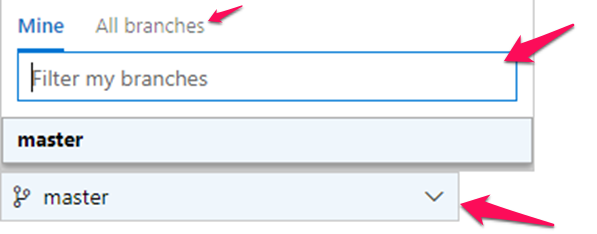 Mine All branches
Filter my branches
master
master